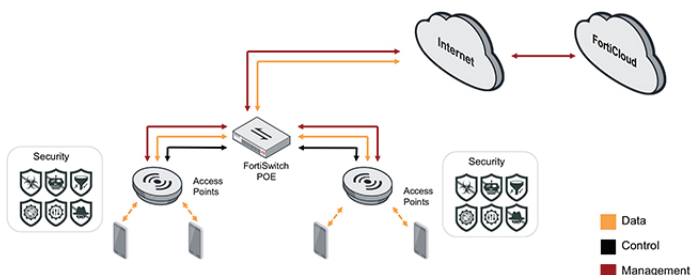 Internet
FortiCloud
FortiSwitch
POE
Security
Access
Points
Access
Points
Security
Data
Control
Management